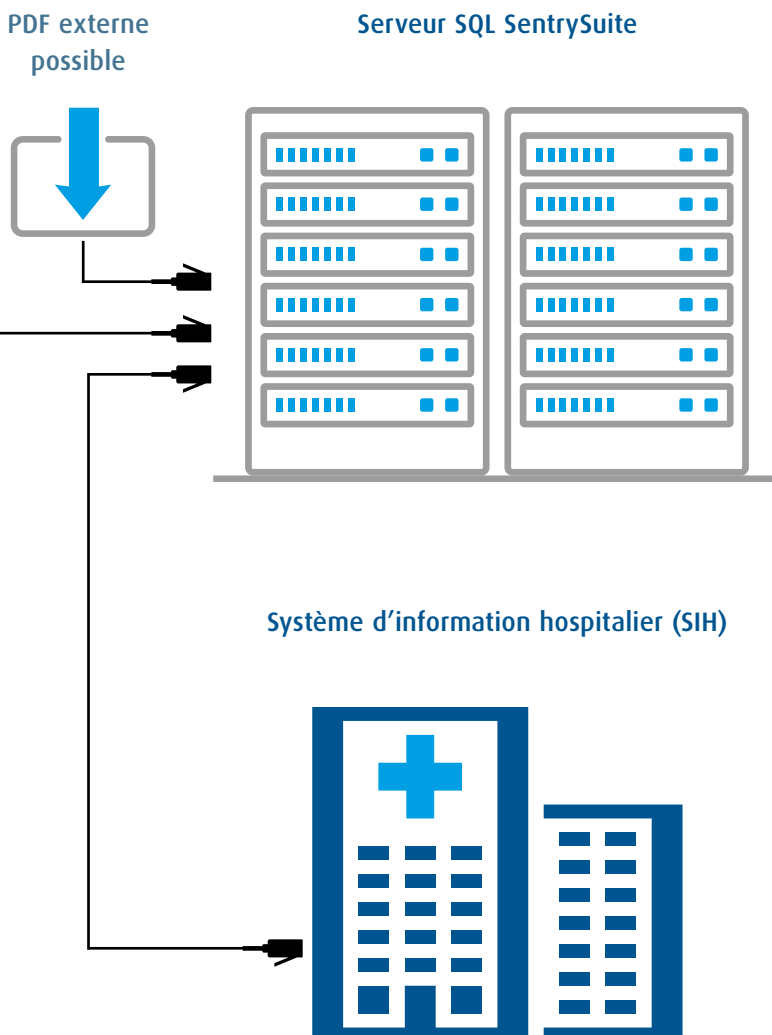 PDF externe
possible
Serveur SQL SentrySuite
Système d’information hospitalier (SIH)